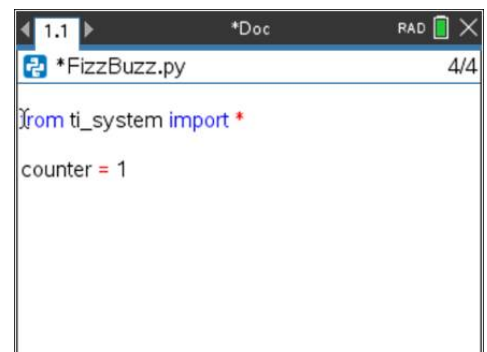 1.1 *Doc RAD
*FizzBuzz.py 4/4
from ti_system import *
counter = 1